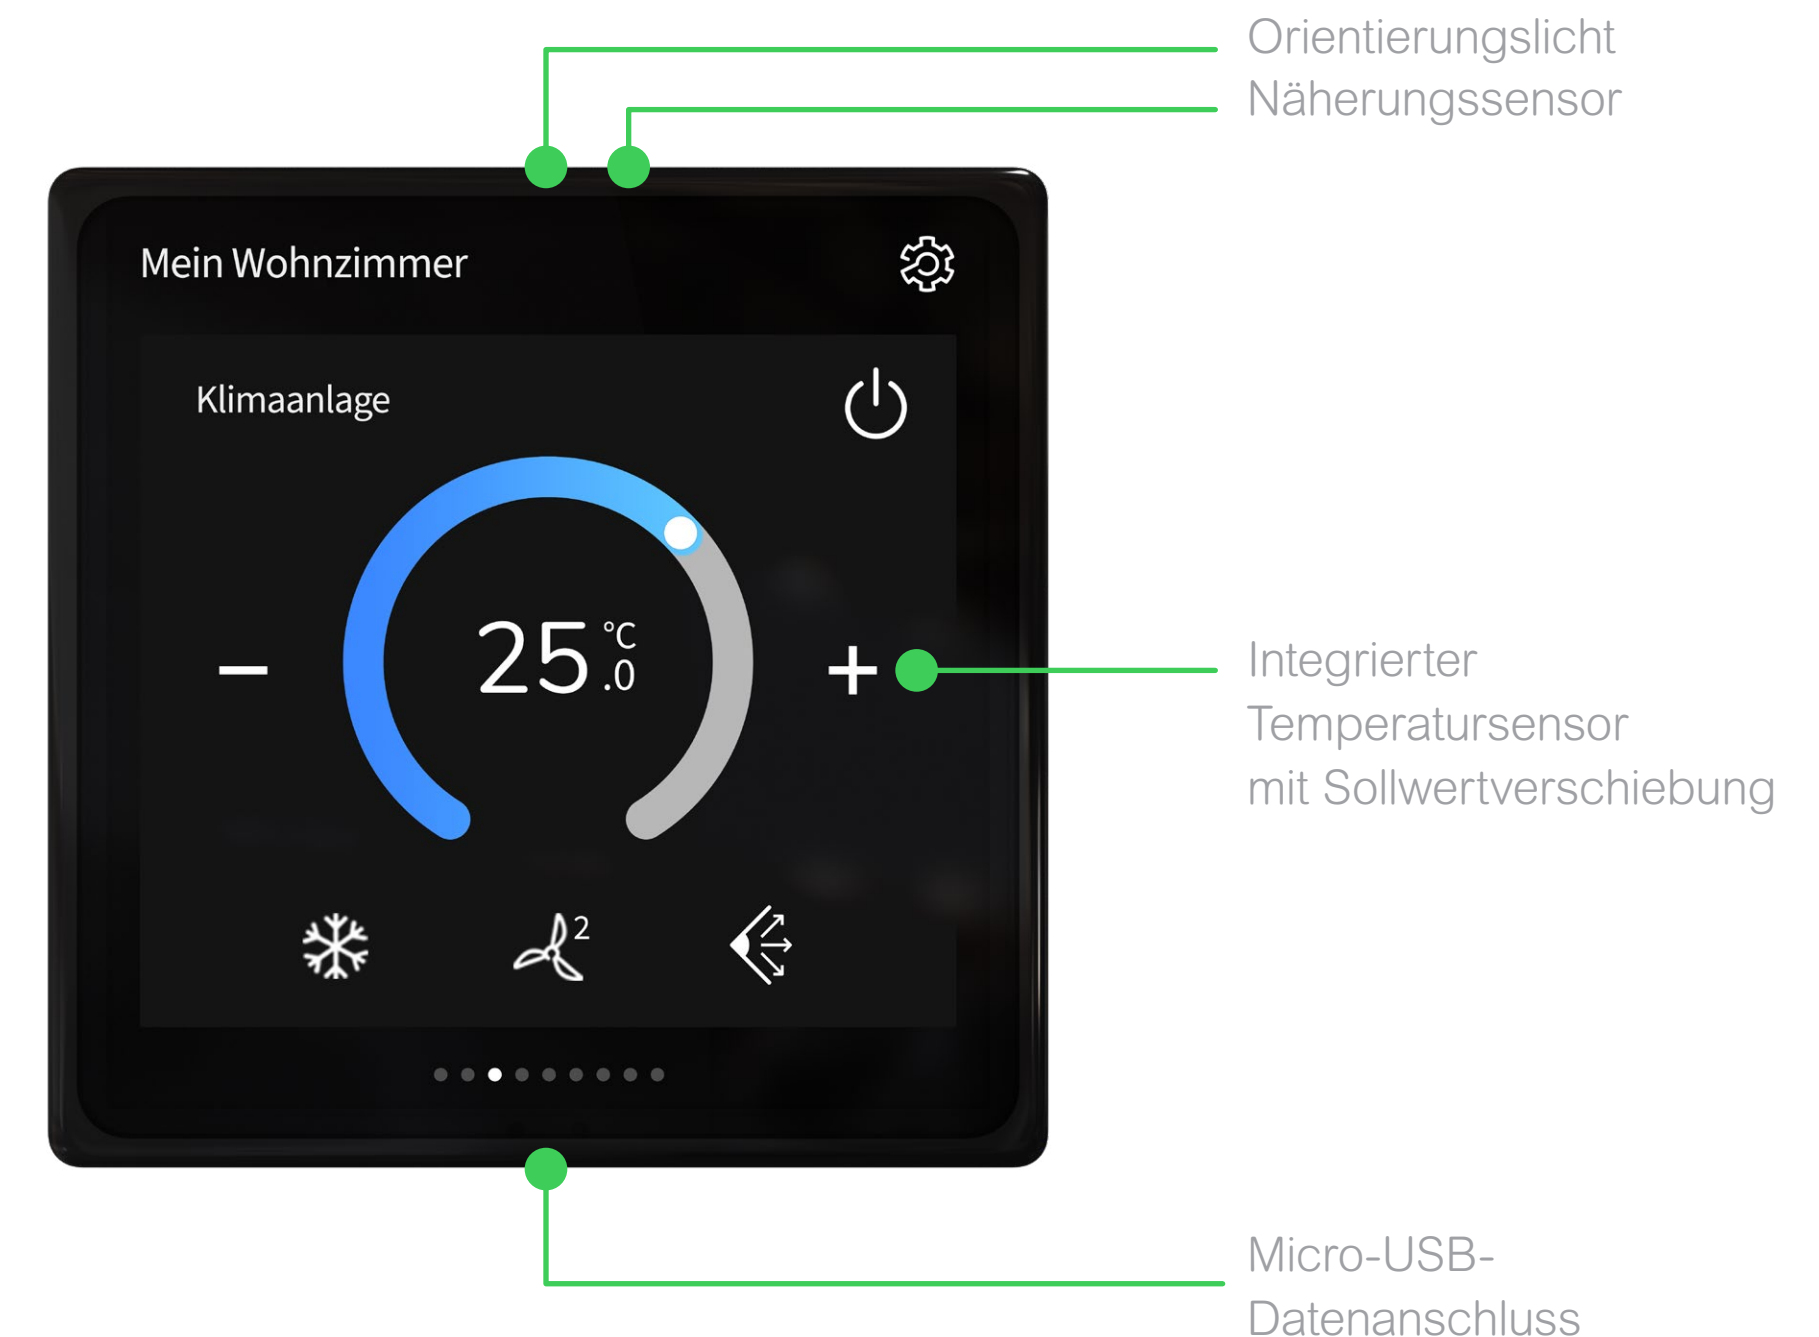 Orientierungslicht
Näherungssensor
Mein Wohnzimmer
Klimaanlage
25.0 °C
Integrierter
Temperatursensor
mit Sollwertverschiebung
2
Micro-USB-
Datenanschluss